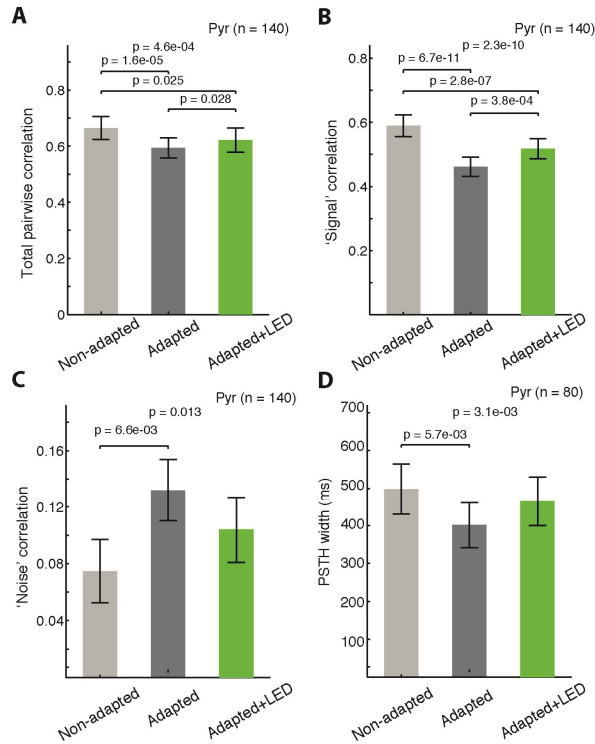 A
Pyr (n = 140)
p = 4.6e-04
p = 1.6e-05
p = 0.025
p = 0.028
0.8
0.6
0.4
0.2
0
Total pairwise correlation
Non-adapted
Adapted
Adapted+LED
B
Pyr (n = 140)
p = 2.3e-10
p = 6.7e-11
p = 2.8e-07
p = 3.8e-04
0.8
0.6
0.4
0.2
‘Signal’ correlation
Non-adapted
Adapted
Adapted+LED
C
Pyr (n = 140)
p = 0.013
p = 6.6e-03
0.16
0.12
0.08
0.04
‘Noise’ correlation
Non-adapted
Adapted
Adapted+LED
D
Pyr (n = 80)
p = 3.1e-03
p = 5.7e-03
700
600
500
400
300
200
100
PSTH width (ms)
Non-adapted
Adapted
Adapted+LED